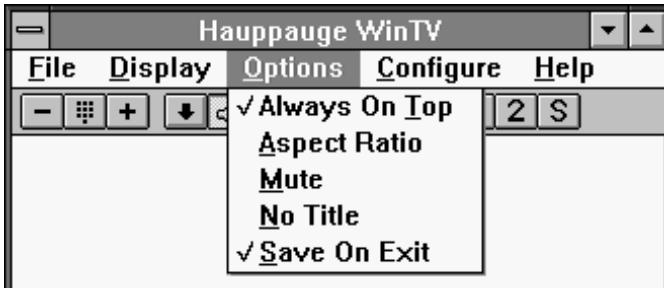 Hauppauge WinTV
File Display Options Configure Help
- + 2 S
✓Always On Top
Aspect Ratio
Mute
No Title
✓Save On Exit